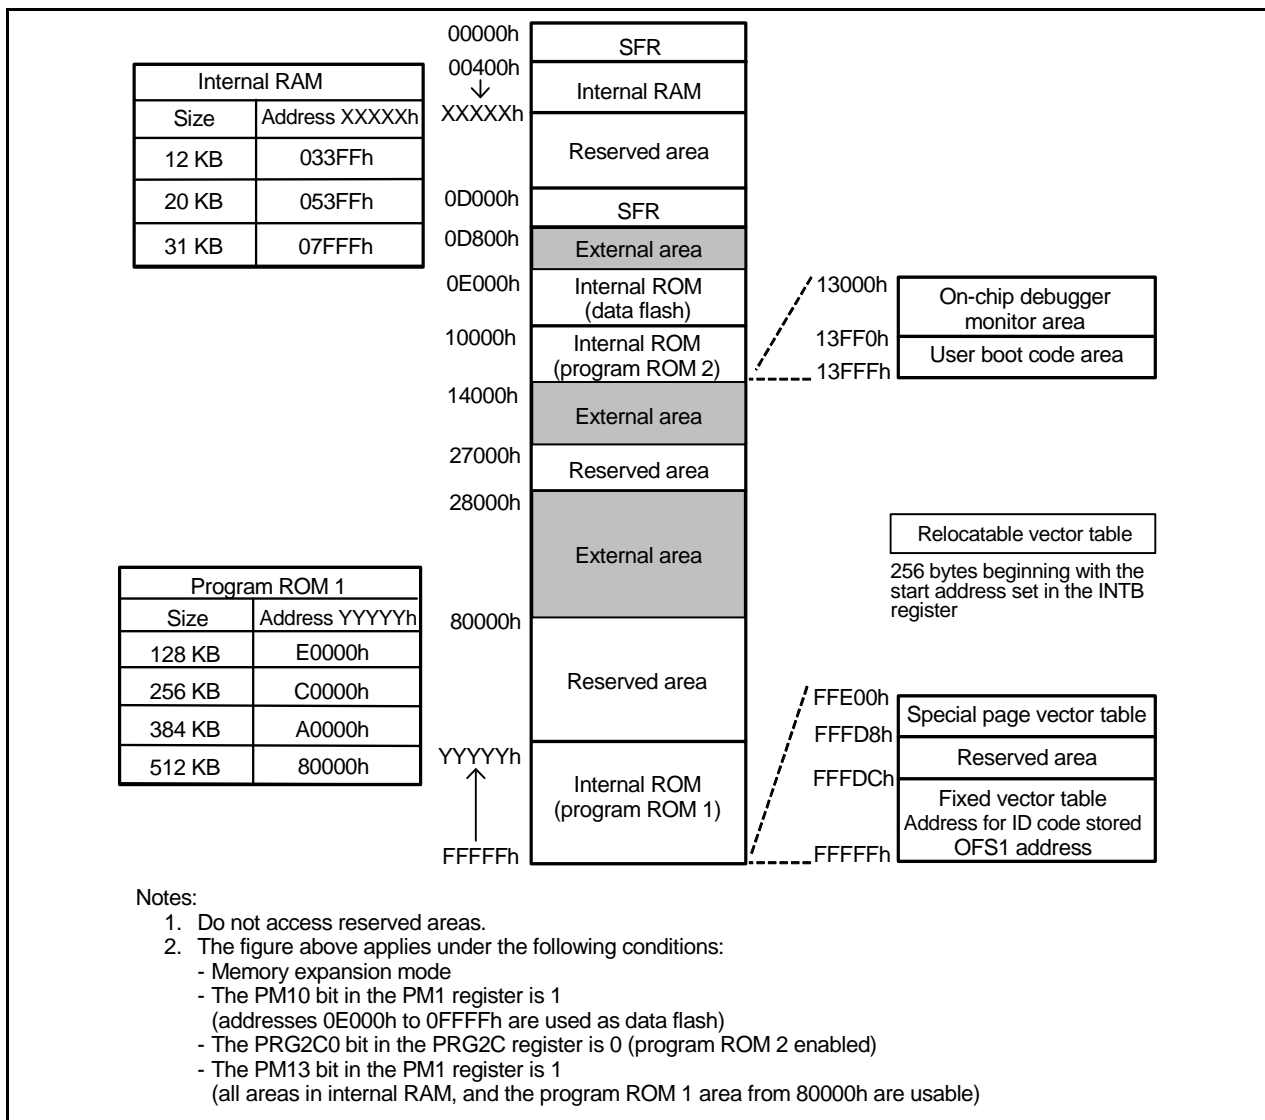 Internal RAM
Size Address XXXXXh
12 KB 033FFh
20 KB 053FFh
31 KB 07FFFh
Program ROM 1
Size Address YYYYYh
128 KB E0000h
256 KB C0000h
384 KB A0000h
512 KB 80000h
00000h
SFR
00400h
Internal RAM
XXXXXh
Reserved area
0D000h
SFR
0D800h
External area
0E000h
Internal ROM
(data flash)
10000h
Internal ROM
(program ROM 2)
14000h
External area
27000h
Reserved area
28000h
External area
80000h
Reserved area
YYYYYh
Internal ROM
(program ROM 1)
FFFFFh
13000h
On-chip debugger
monitor area
13FF0h
User boot code area
13FFFh
Relocatable vector table
256 bytes beginning with the
start address set in the INTB
register
FFE00h
Special page vector table
FFFD8h
Reserved area
FFFDCh
Fixed vector table
Address for ID code stored
OFS1 address
FFFFFh
Notes:
1. Do not access reserved areas.
2. The figure above applies under the following conditions:
- Memory expansion mode
- The PM10 bit in the PM1 register is 1
(addresses 0E000h to 0FFFFh are used as data flash)
- The PRG2C0 bit in the PRG2C register is 0 (program ROM 2 enabled)
- The PM13 bit in the PM1 register is 1
(all areas in internal RAM, and the program ROM 1 area from 80000h are usable)